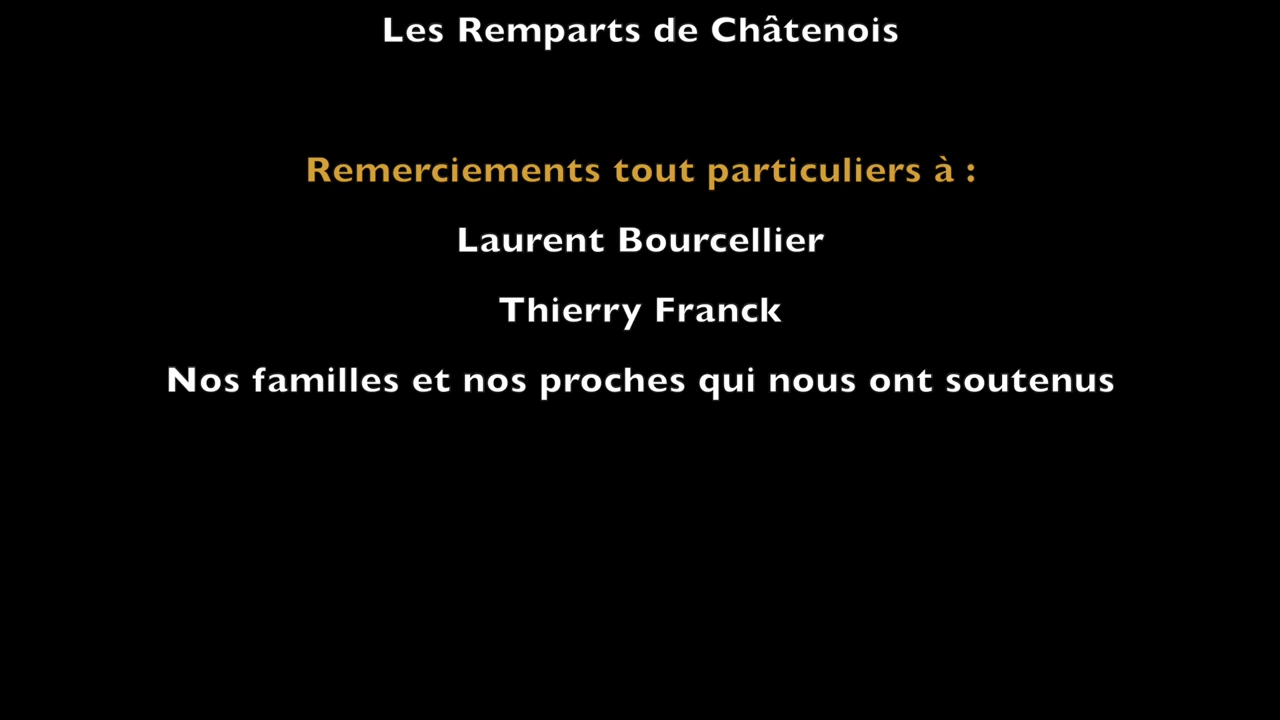 Les Remparts de Châtenois
Remerciements tout particuliers à :
Laurent Bourcellier
Thierry Franck
Nos familles et nos proches qui nous ont soutenus